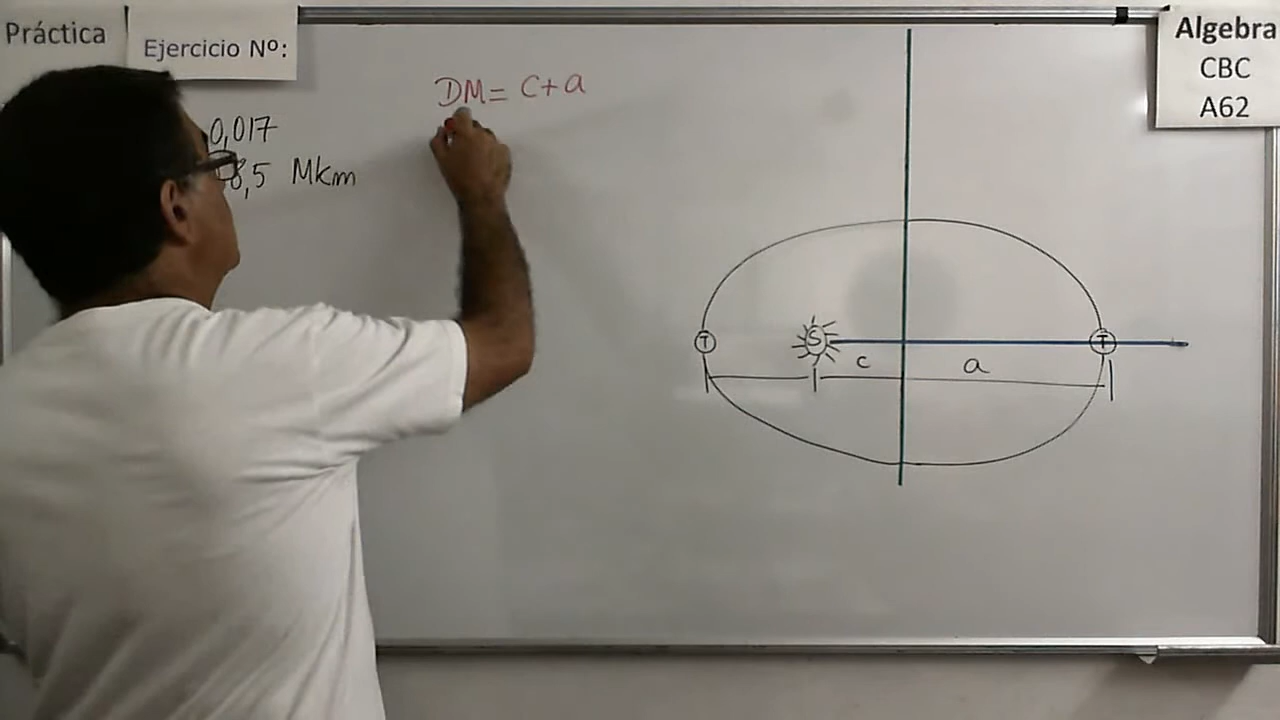 Práctica
Ejercicio Nº:
Algebra
CBC
A62
DM= C+a
0,017
8,5 Mkm
T
S
T
c
a